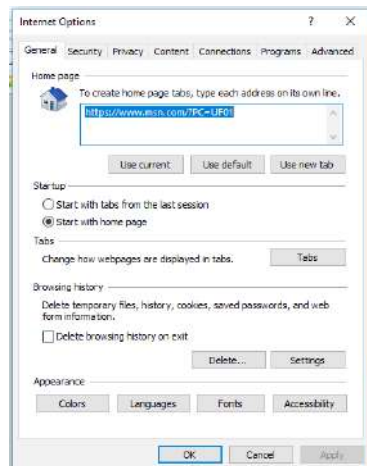 Internet Options ? X
General Security Privacy Content Connections Programs Advanced
Home page
To create home page tabs, type each address on its own line.
https://www.msn.com/?PC=UF01
Use current Use default Use new tab
Startup
Start with tabs from the last session
Start with home page
Tabs
Change how webpages are displayed in tabs. Tabs
Browsing history
Delete temporary files, history, cookies, saved passwords, and web
form information.
Delete browsing history on exit
Delete... Settings
Appearance
Colors Languages Fonts Accessibility
OK Cancel Apply